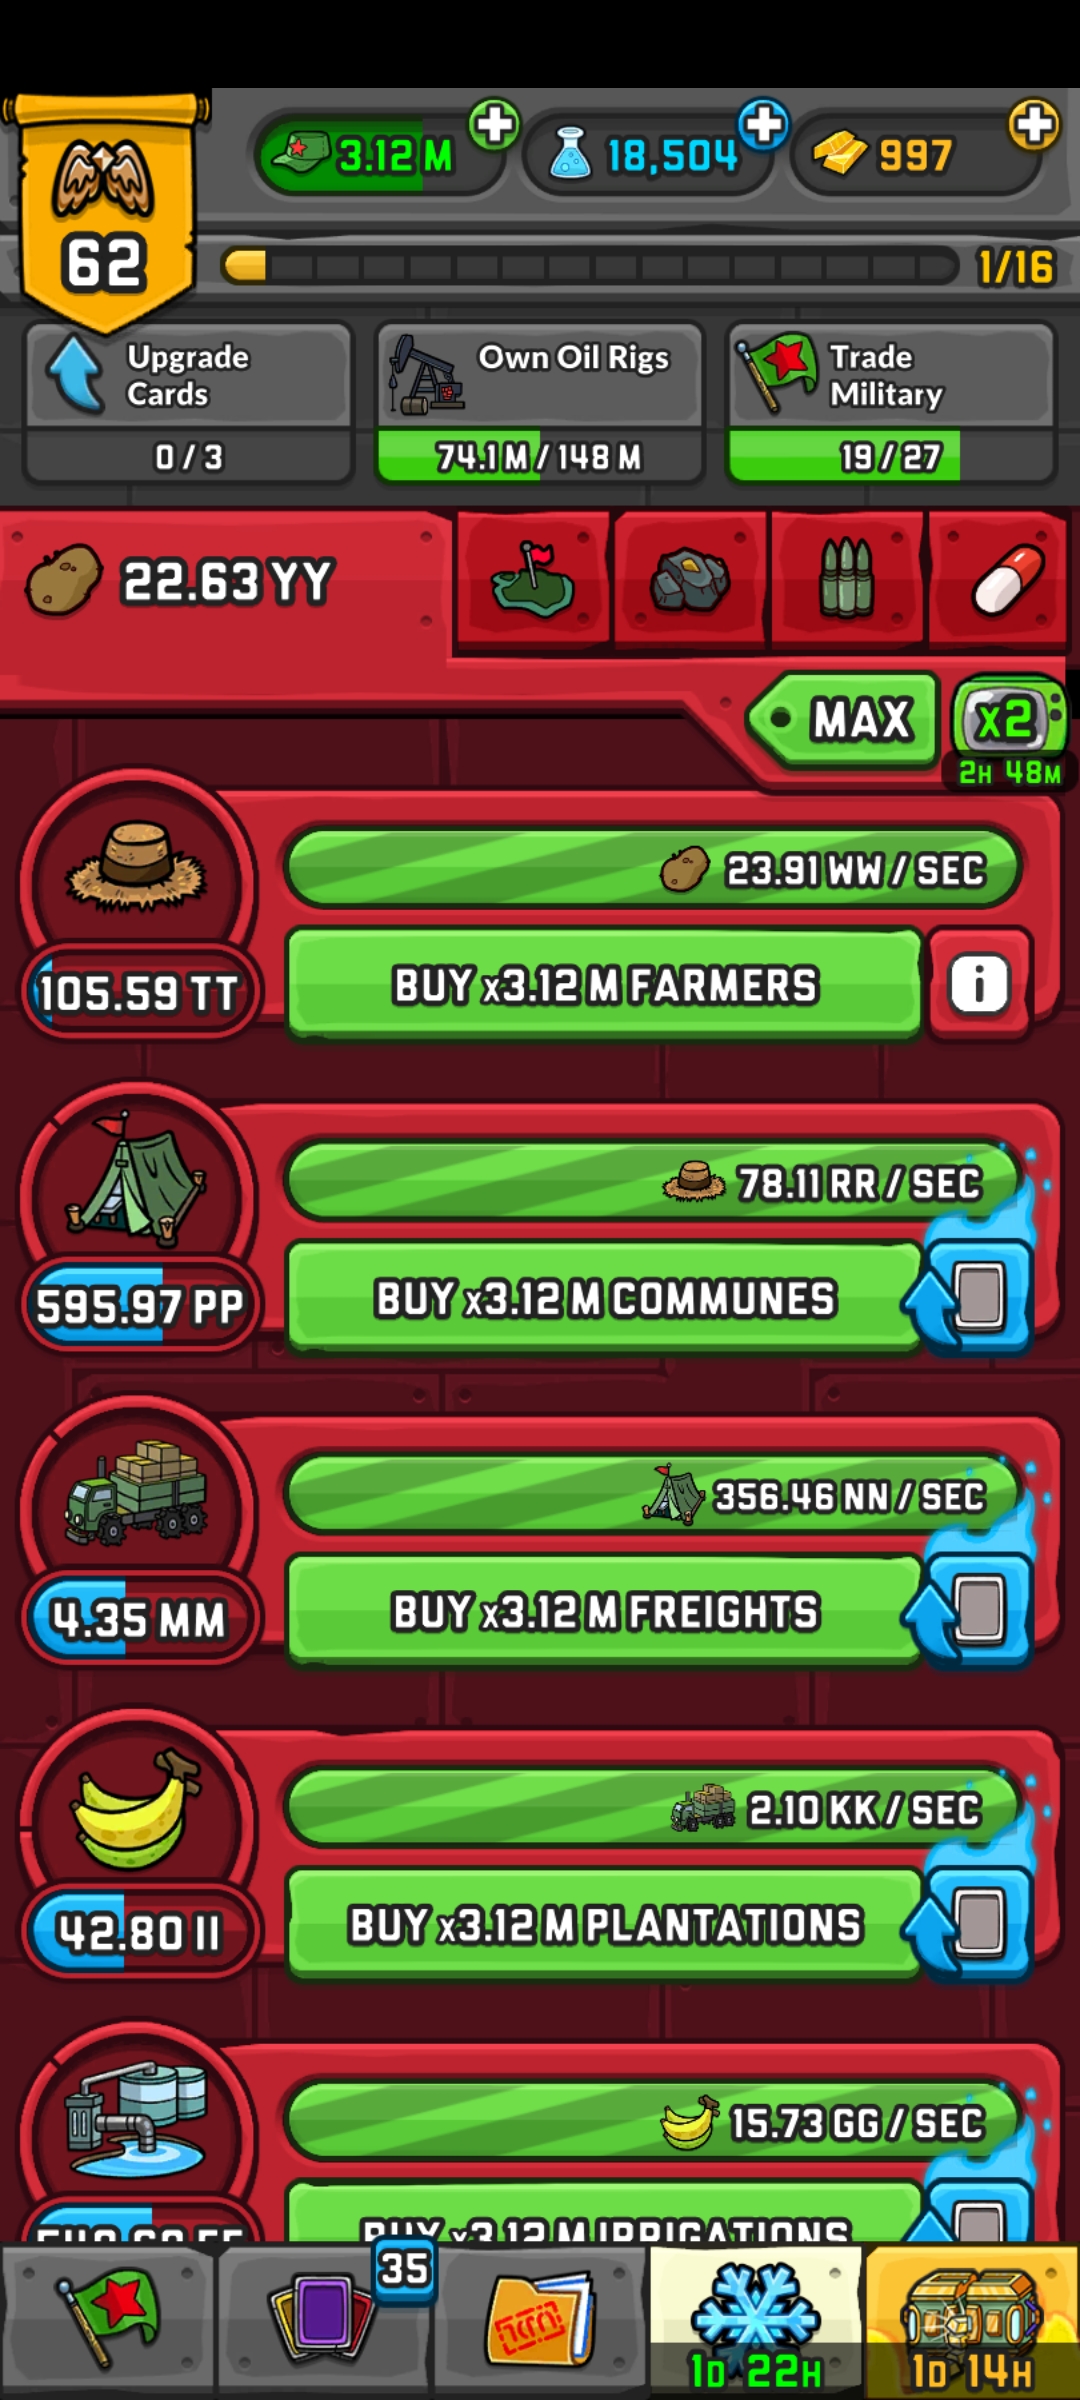 3.12 M
18,504
997
62
1/16
Upgrade
Cards
0 / 3
Own Oil Rigs
74.1 M / 148 M
Trade
Military
19 / 27
22.63 YY
MAX
x2
2H 48M
23.91 WW / SEC
105.59 TT
BUY x3.12 M FARMERS
i
78.11 RR / SEC
595.97 PP
BUY x3.12 M COMMUNES
356.46 NN / SEC
4.35 MM
BUY x3.12 M FREIGHTS
2.10 KK / SEC
42.80 II
BUY x3.12 M PLANTATIONS
15.73 GG / SEC
BUY x3.12 M IRRIGATIONS
35
1D 22H
1D 14H